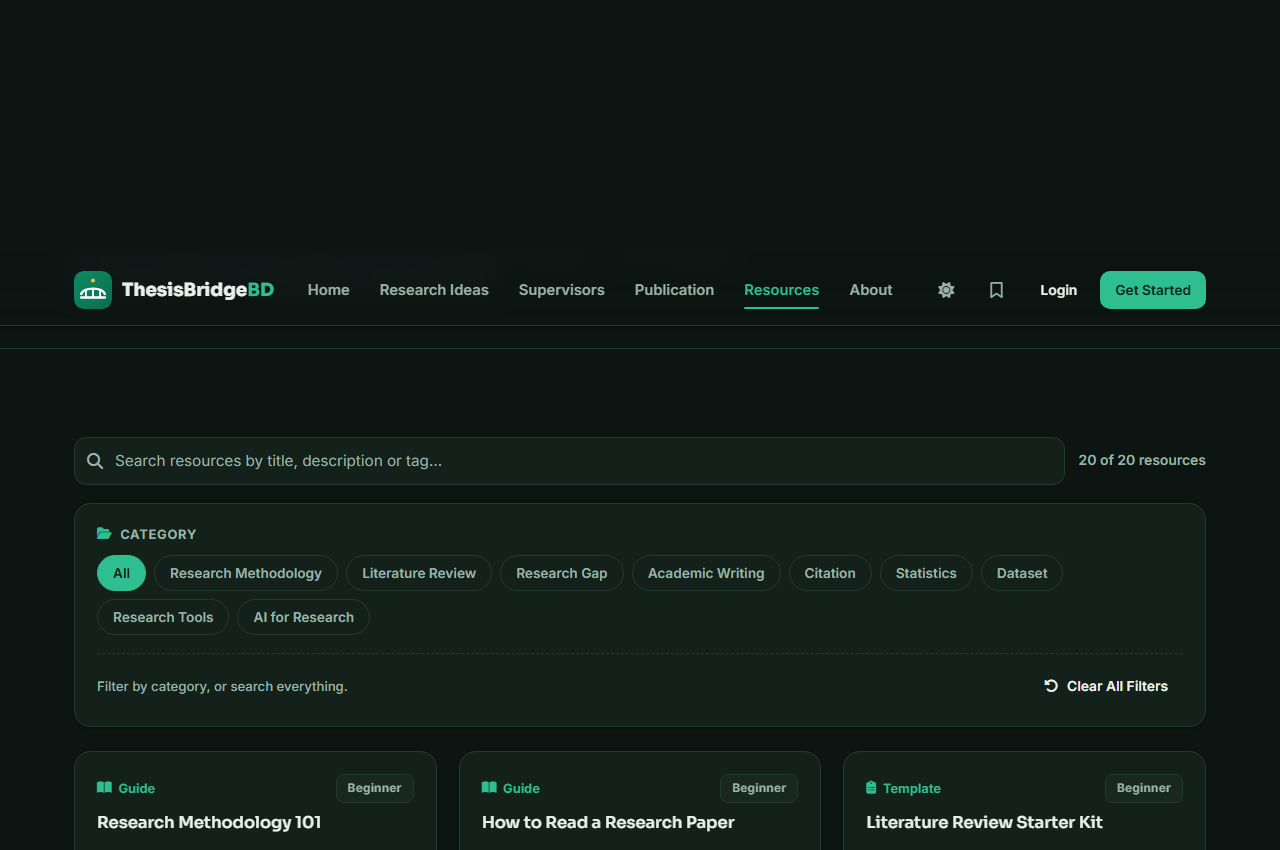 ThesisBridgeBD Home Research Ideas Supervisors Publication Resources About Login Get Started
Search resources by title, description or tag...
20 of 20 resources
CATEGORY
All Research Methodology Literature Review Research Gap Academic Writing Citation Statistics Dataset
Research Tools AI for Research
Filter by category, or search everything.
Clear All Filters
Guide Beginner
Research Methodology 101
Guide Beginner
How to Read a Research Paper
Template Beginner
Literature Review Starter Kit